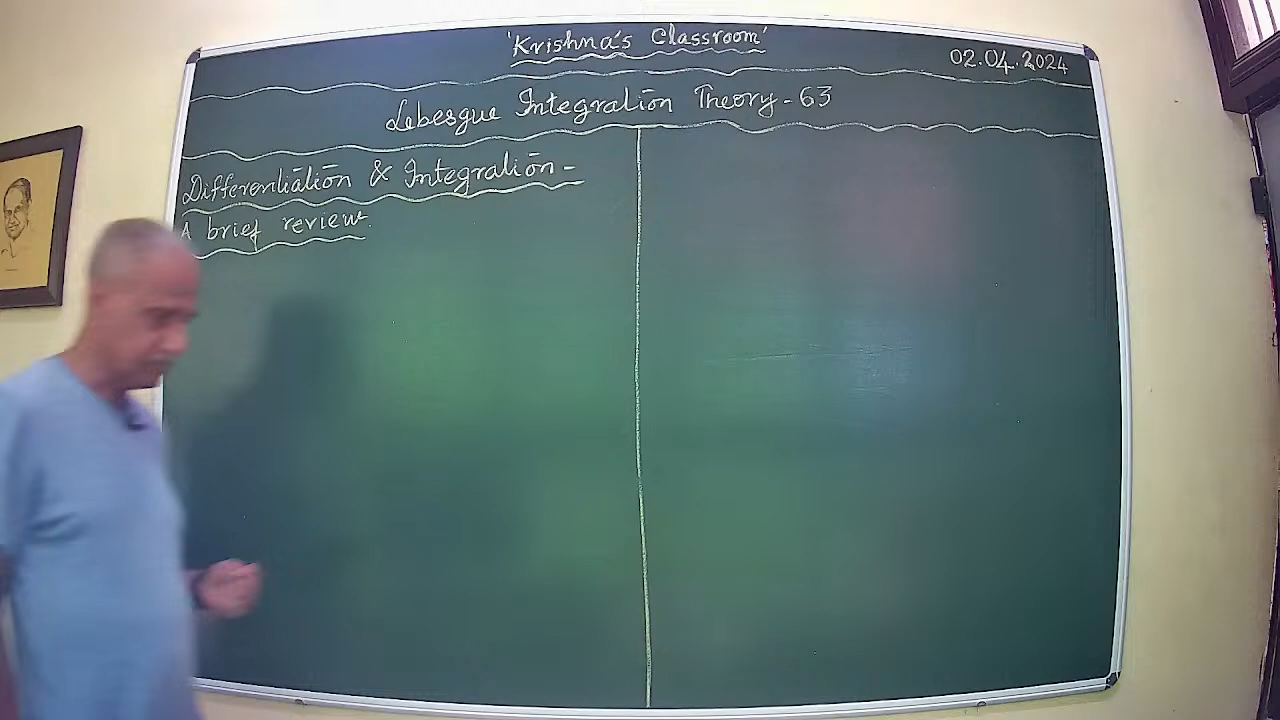 'Krishna's Classroom'
02.04.2024
Lebesgue Integration Theory - 63
Differentiation & Integration -
A brief review.